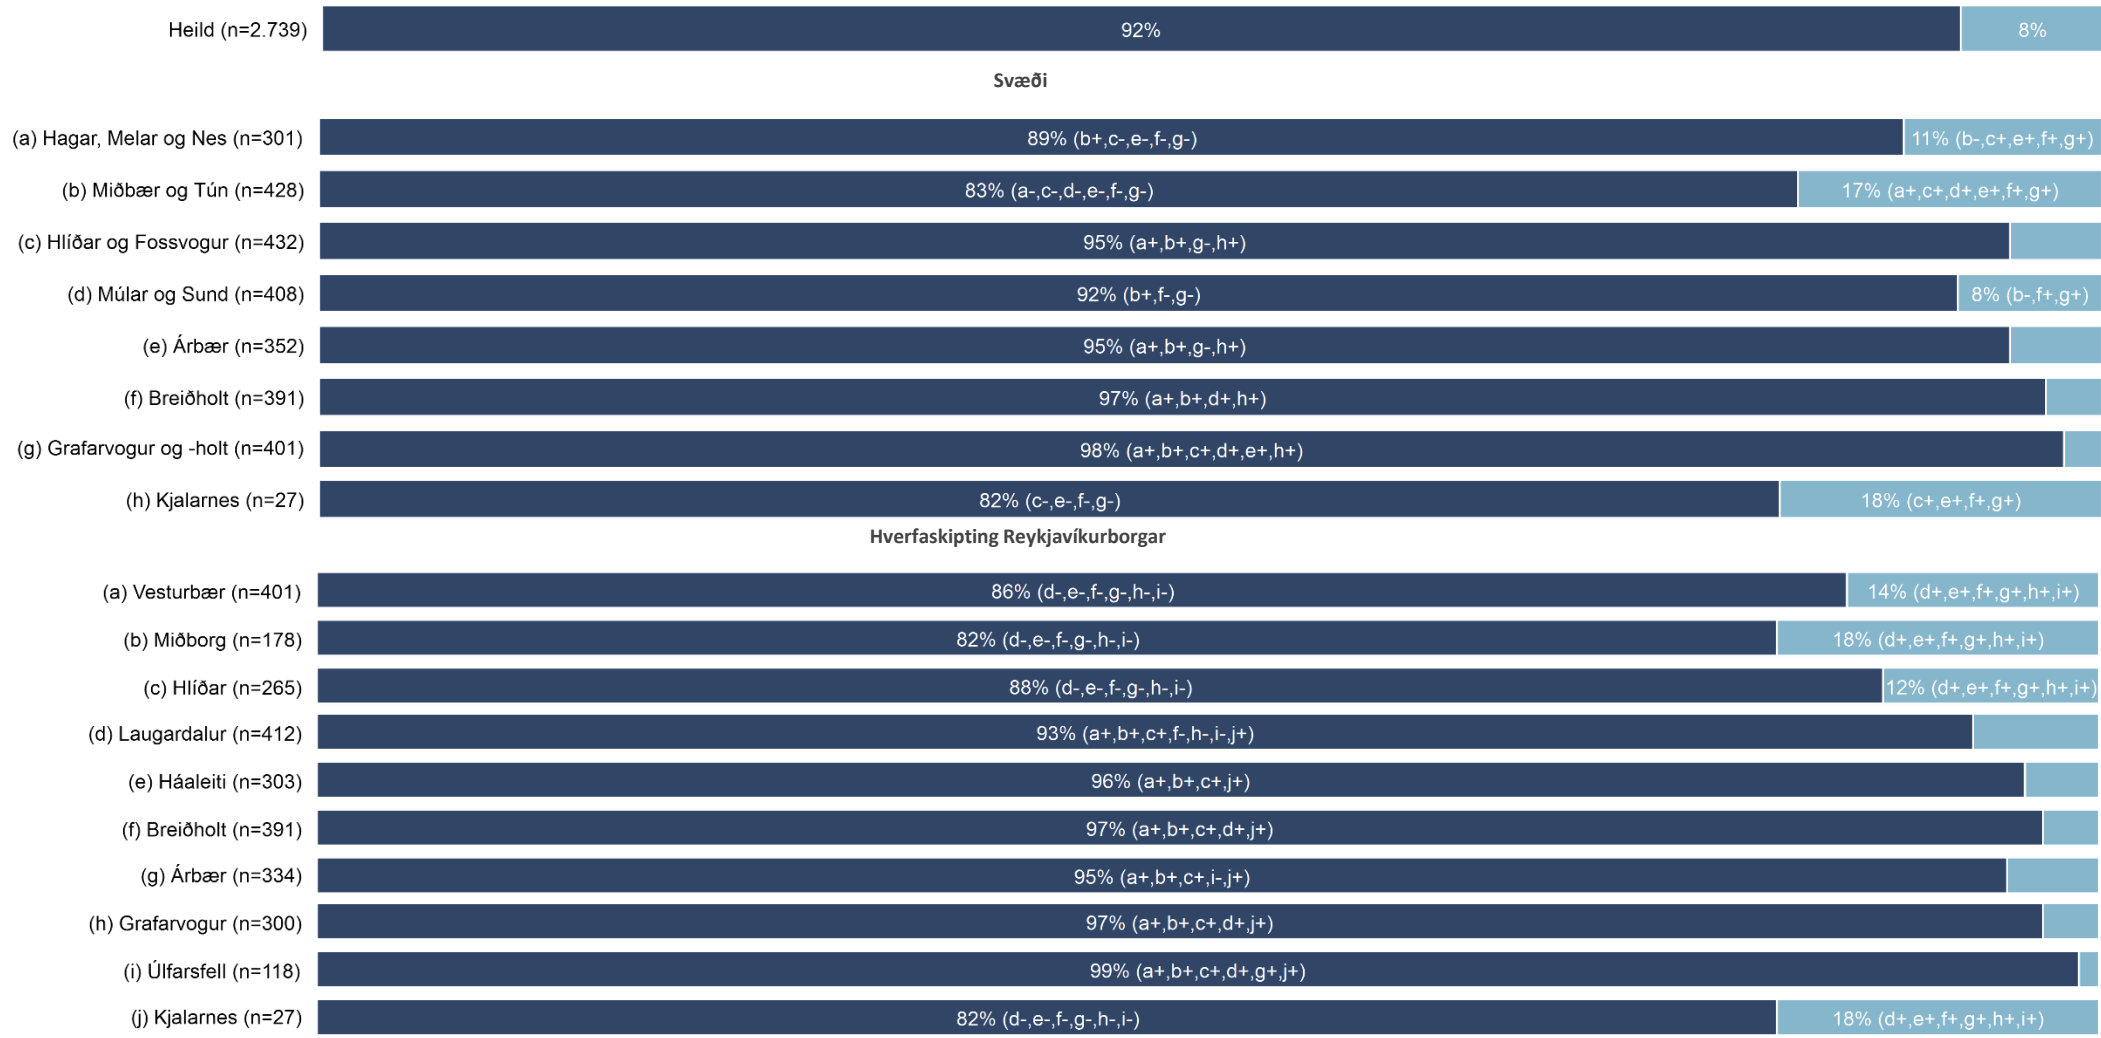 Heild (n=2.739) 92% 8%
Svæði
(a) Hagar, Melar og Nes (n=301) 89% (b+,c-,e-,f-,g-) 11% (b-,c+,e+,f+,g+)
(b) Miðbær og Tún (n=428) 83% (a-,c-,d-,e-,f-,g-) 17% (a+,c+,d+,e+,f+,g+)
(c) Hlíðar og Fossvogur (n=432) 95% (a+,b+,g-,h+)
(d) Múlar og Sund (n=408) 92% (b+,f-,g-) 8% (b-,f+,g+)
(e) Árbær (n=352) 95% (a+,b+,g-,h+)
(f) Breiðholt (n=391) 97% (a+,b+,d+,h+)
(g) Grafarvogur og -holt (n=401) 98% (a+,b+,c+,d+,e+,h+)
(h) Kjalarnes (n=27) 82% (c-,e-,f-,g-) 18% (c+,e+,f+,g+)
Hverfaskipting Reykjavíkurborgar
(a) Vesturbær (n=401) 86% (d-,e-,f-,g-,h-,i-) 14% (d+,e+,f+,g+,h+,i+)
(b) Miðborg (n=178) 82% (d-,e-,f-,g-,h-,i-) 18% (d+,e+,f+,g+,h+,i+)
(c) Hlíðar (n=265) 88% (d-,e-,f-,g-,h-,i-) 12% (d+,e+,f+,g+,h+,i+)
(d) Laugardalur (n=412) 93% (a+,b+,c+,f-,h-,i-,j+)
(e) Háaleiti (n=303) 96% (a+,b+,c+,j+)
(f) Breiðholt (n=391) 97% (a+,b+,c+,d+,j+)
(g) Árbær (n=334) 95% (a+,b+,c+,i-,j+)
(h) Grafarvogur (n=300) 97% (a+,b+,c+,d+,j+)
(i) Úlfarsfell (n=118) 99% (a+,b+,c+,d+,g+,j+)
(j) Kjalarnes (n=27) 82% (d-,e-,f-,g-,h-,i-) 18% (d+,e+,f+,g+,h+,i+)